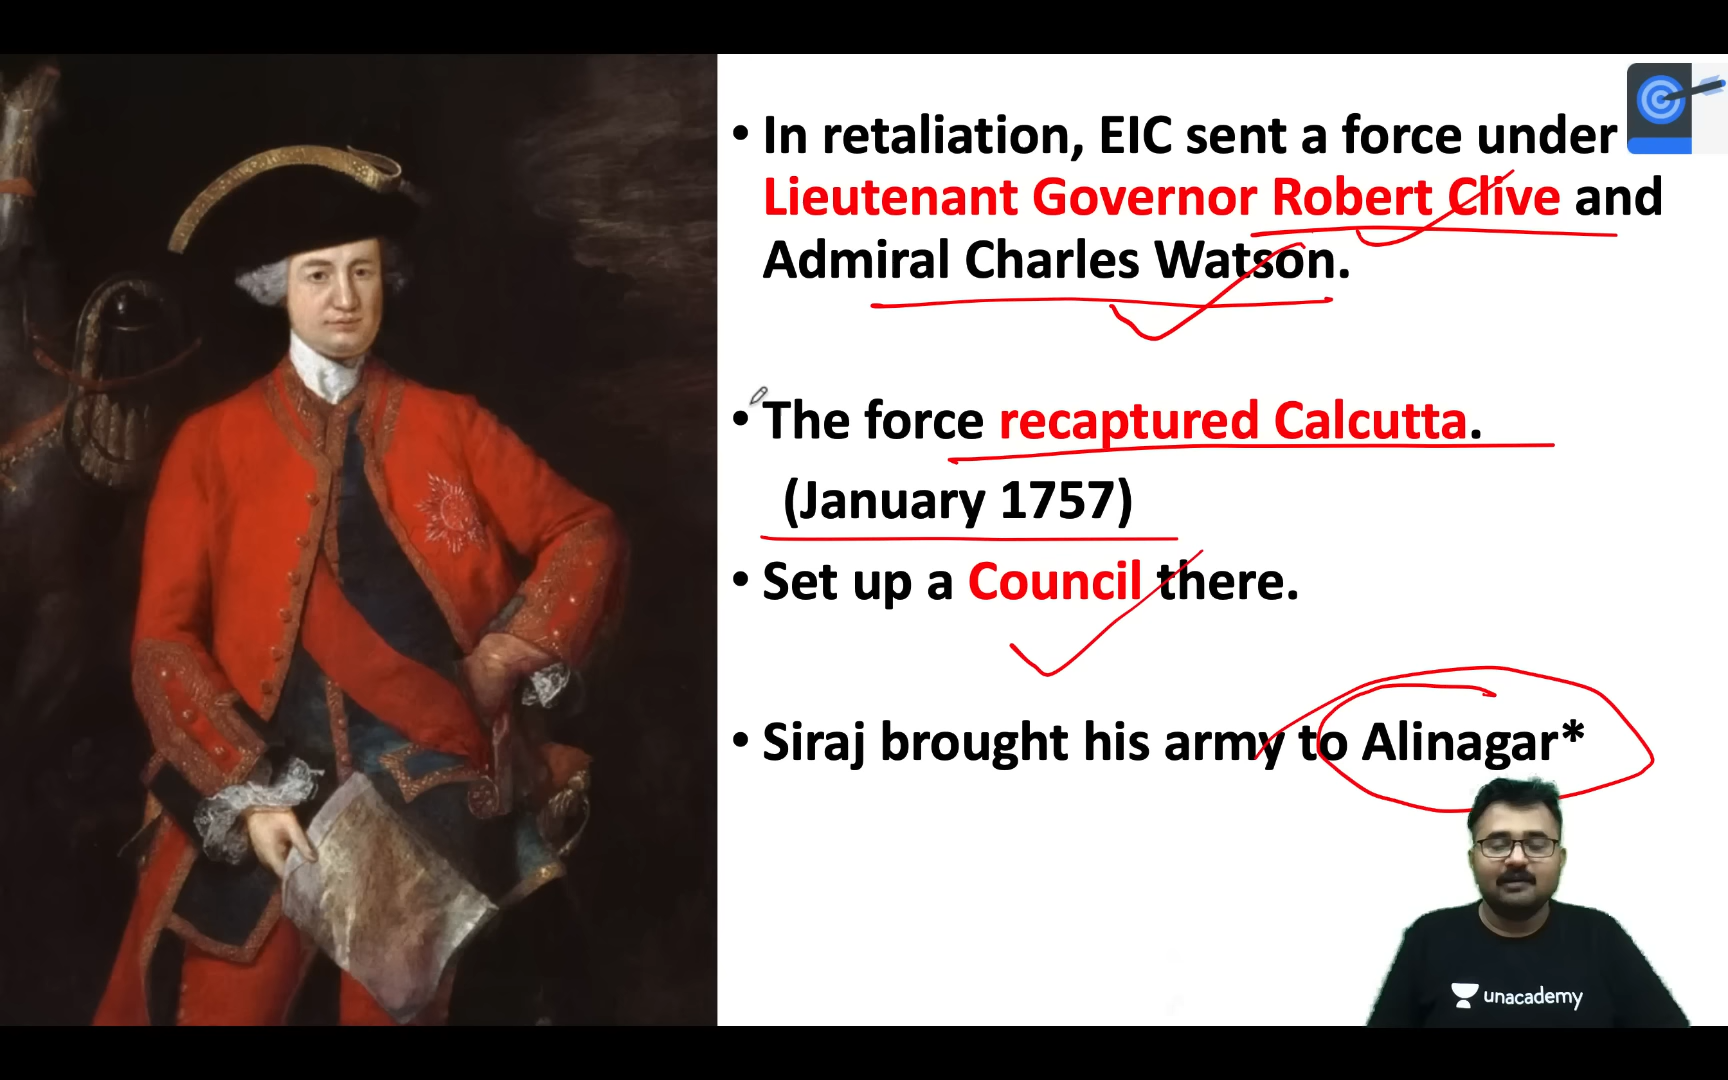 • In retaliation, EIC sent a force under
Lieutenant Governor Robert Clive and
Admiral Charles Watson.
• The force recaptured Calcutta.
(January 1757)
• Set up a Council there.
• Siraj brought his army to Alinagar*
unacademy